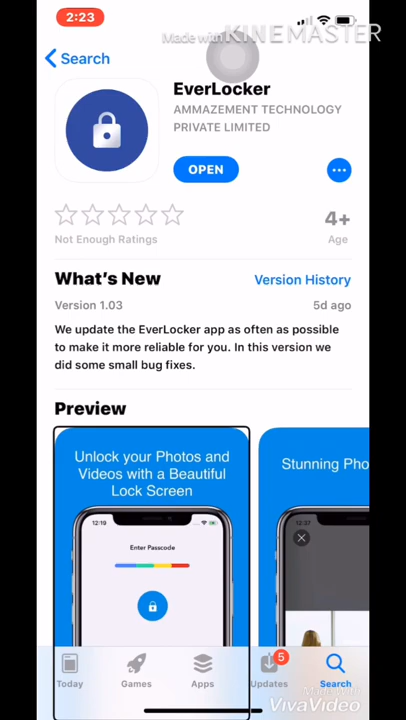 2:23
Made with KINEMASTER
Search
EverLocker
AMMAZEMENT TECHNOLOGY
PRIVATE LIMITED
OPEN
Not Enough Ratings
4+
Age
What's New
Version History
Version 1.03
5d ago
We update the EverLocker app as often as possible
to make it more reliable for you. In this version we
did some small bug fixes.
Preview
Unlock your Photos and
Videos with a Beautiful
Lock Screen
Stunning Pho
12:19
12:37
Enter Passcode
5
Today
Games
Apps
Updates
Search
Made With
VivaVideo